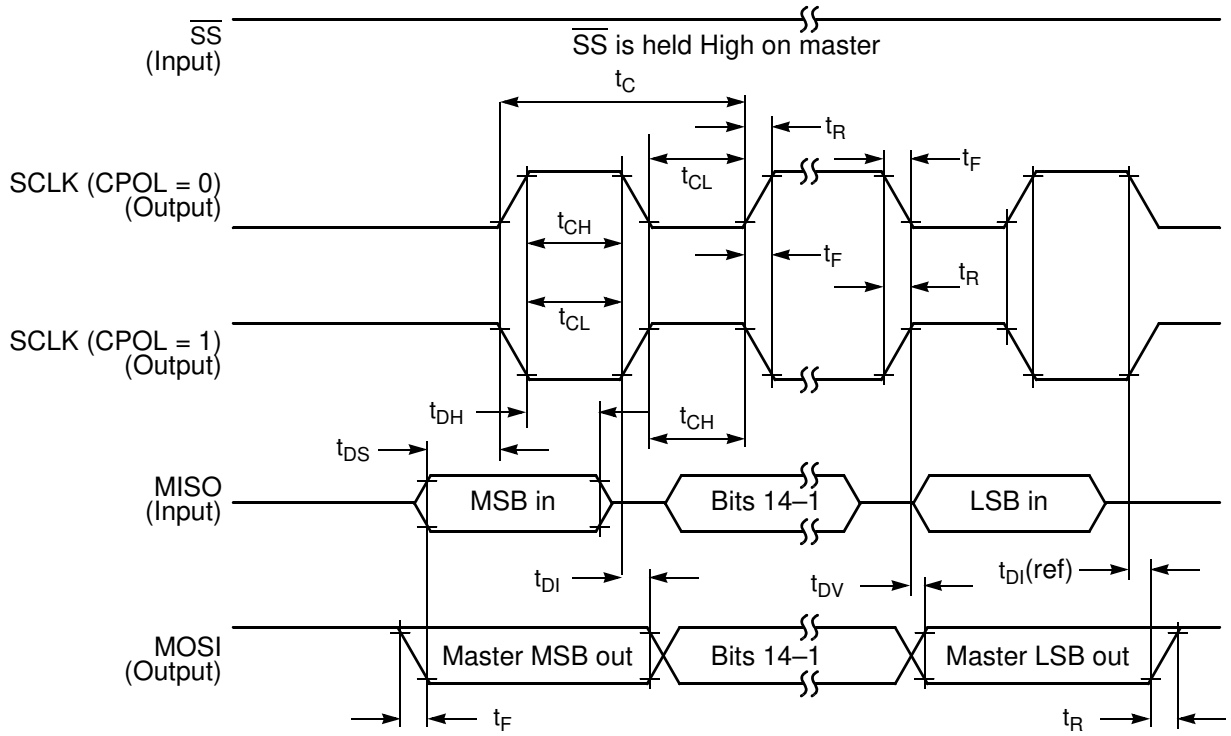 SS
(Input)
SS is held High on master
tC
tR
tF
SCLK (CPOL = 0)
(Output)
tCL
tCH
tF
tR
tCL
SCLK (CPOL = 1)
(Output)
tDH
tCH
tDS
MISO
(Input)
MSB in
Bits 14–1
LSB in
tDI
tDV
tDI(ref)
MOSI
(Output)
Master MSB out
Bits 14–1
Master LSB out
tF
tR